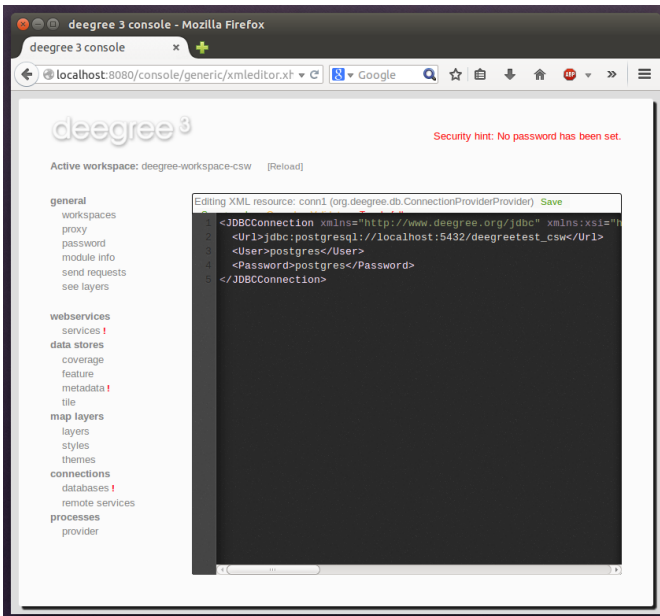 deegree 3 console - Mozilla Firefox
deegree 3 console
localhost:8080/console/generic/xmleditor.xh
Google
deegree 3
Security hint: No password has been set.
Active workspace: deegree-workspace-csw [Reload]
general
workspaces
proxy
password
module info
send requests
see layers
webservices
services !
data stores
coverage
feature
metadata !
tile
map layers
layers
styles
themes
connections
databases !
remote services
processes
provider
Editing XML resource: conn1 (org.deegree.db.ConnectionProviderProvider) Save
1 <JDBCConnection xmlns="http://www.deegree.org/jdbc" xmlns:xsi="h
2 <Url>jdbc:postgresql://localhost:5432/deegreetest_csw</Url>
3 <User>postgres</User>
4 <Password>postgres</Password>
5 </JDBCConnection>